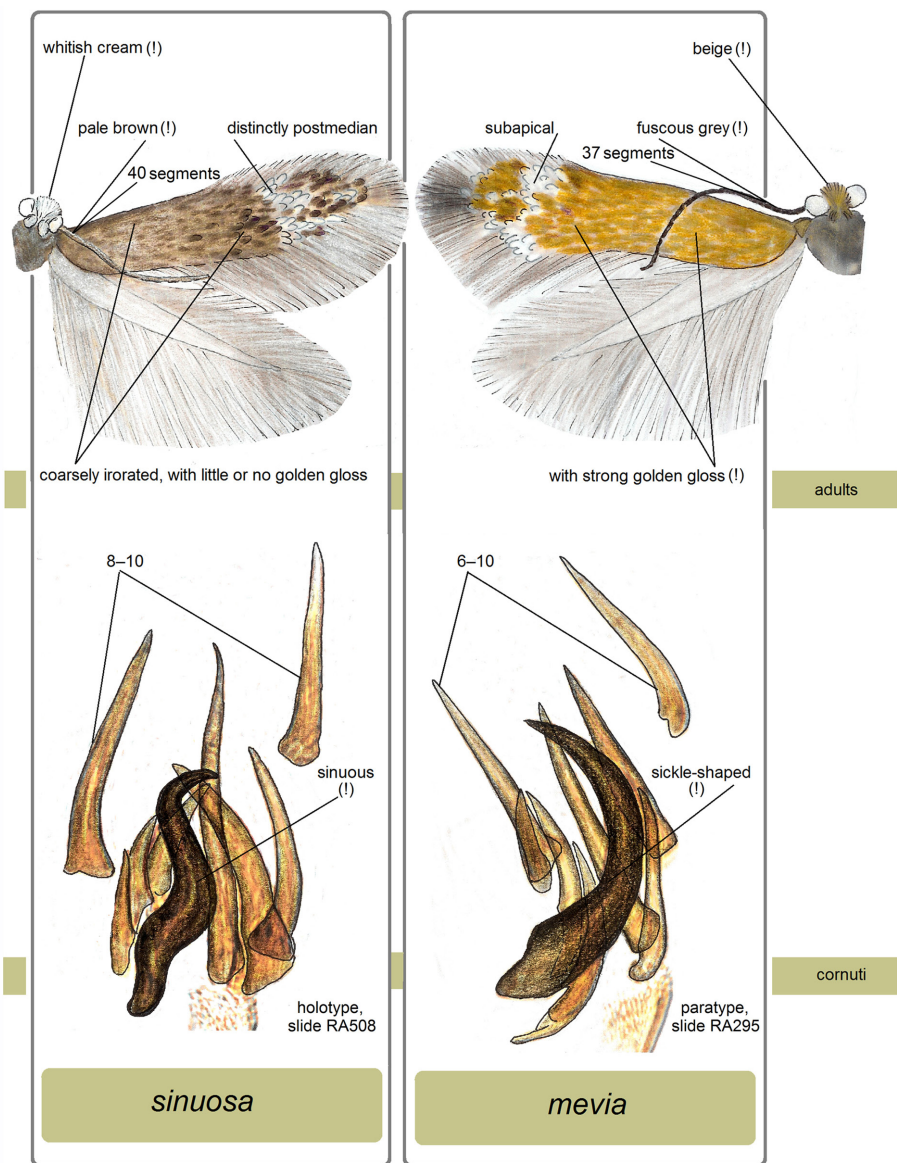 whitish cream (!)
beige (!)
pale brown (!)
distinctly postmedian
subapical
fuscous grey (!)
40 segments
37 segments
coarsely irorated, with little or no golden gloss
with strong golden gloss (!)
adults
8–10
6–10
sinuous
(!)
sickle-shaped
(!)
cornuti
holotype,
slide RA508
paratype,
slide RA295
sinuosa
mevia